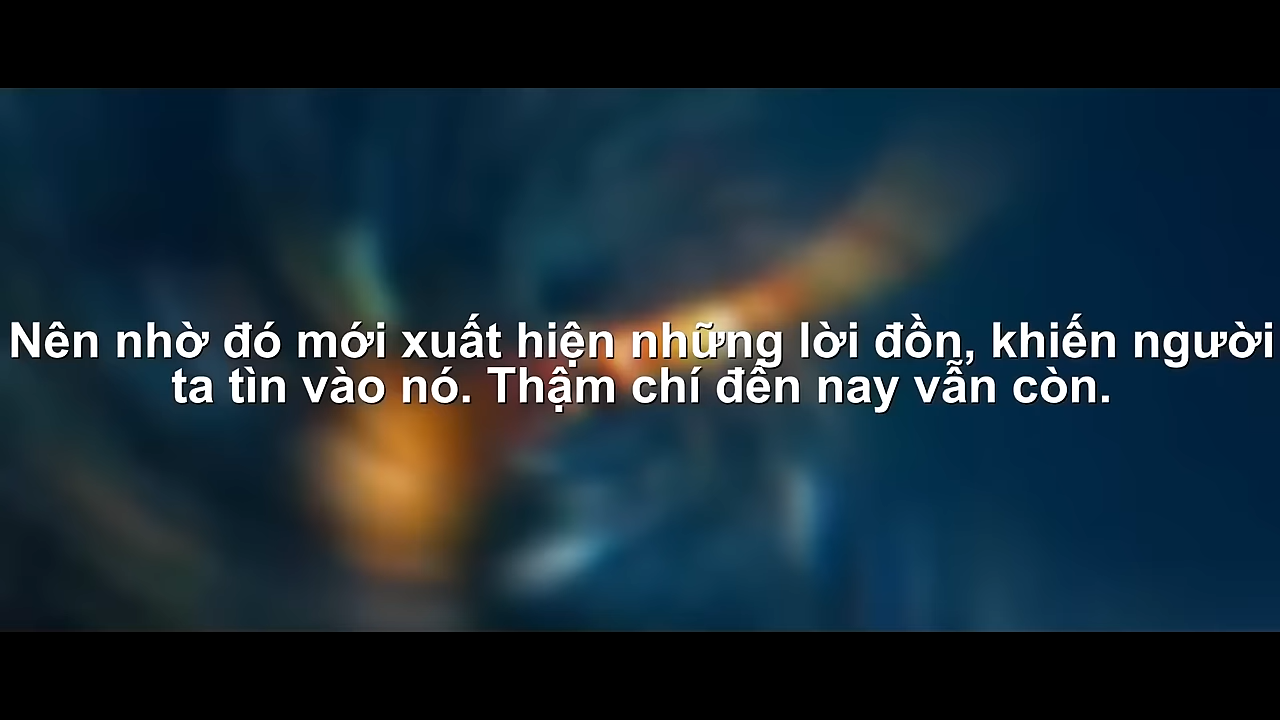 Nên nhờ đó mới xuất hiện những lời đồn, khiến người
ta tìn vào nó. Thậm chí đến nay vẫn còn.